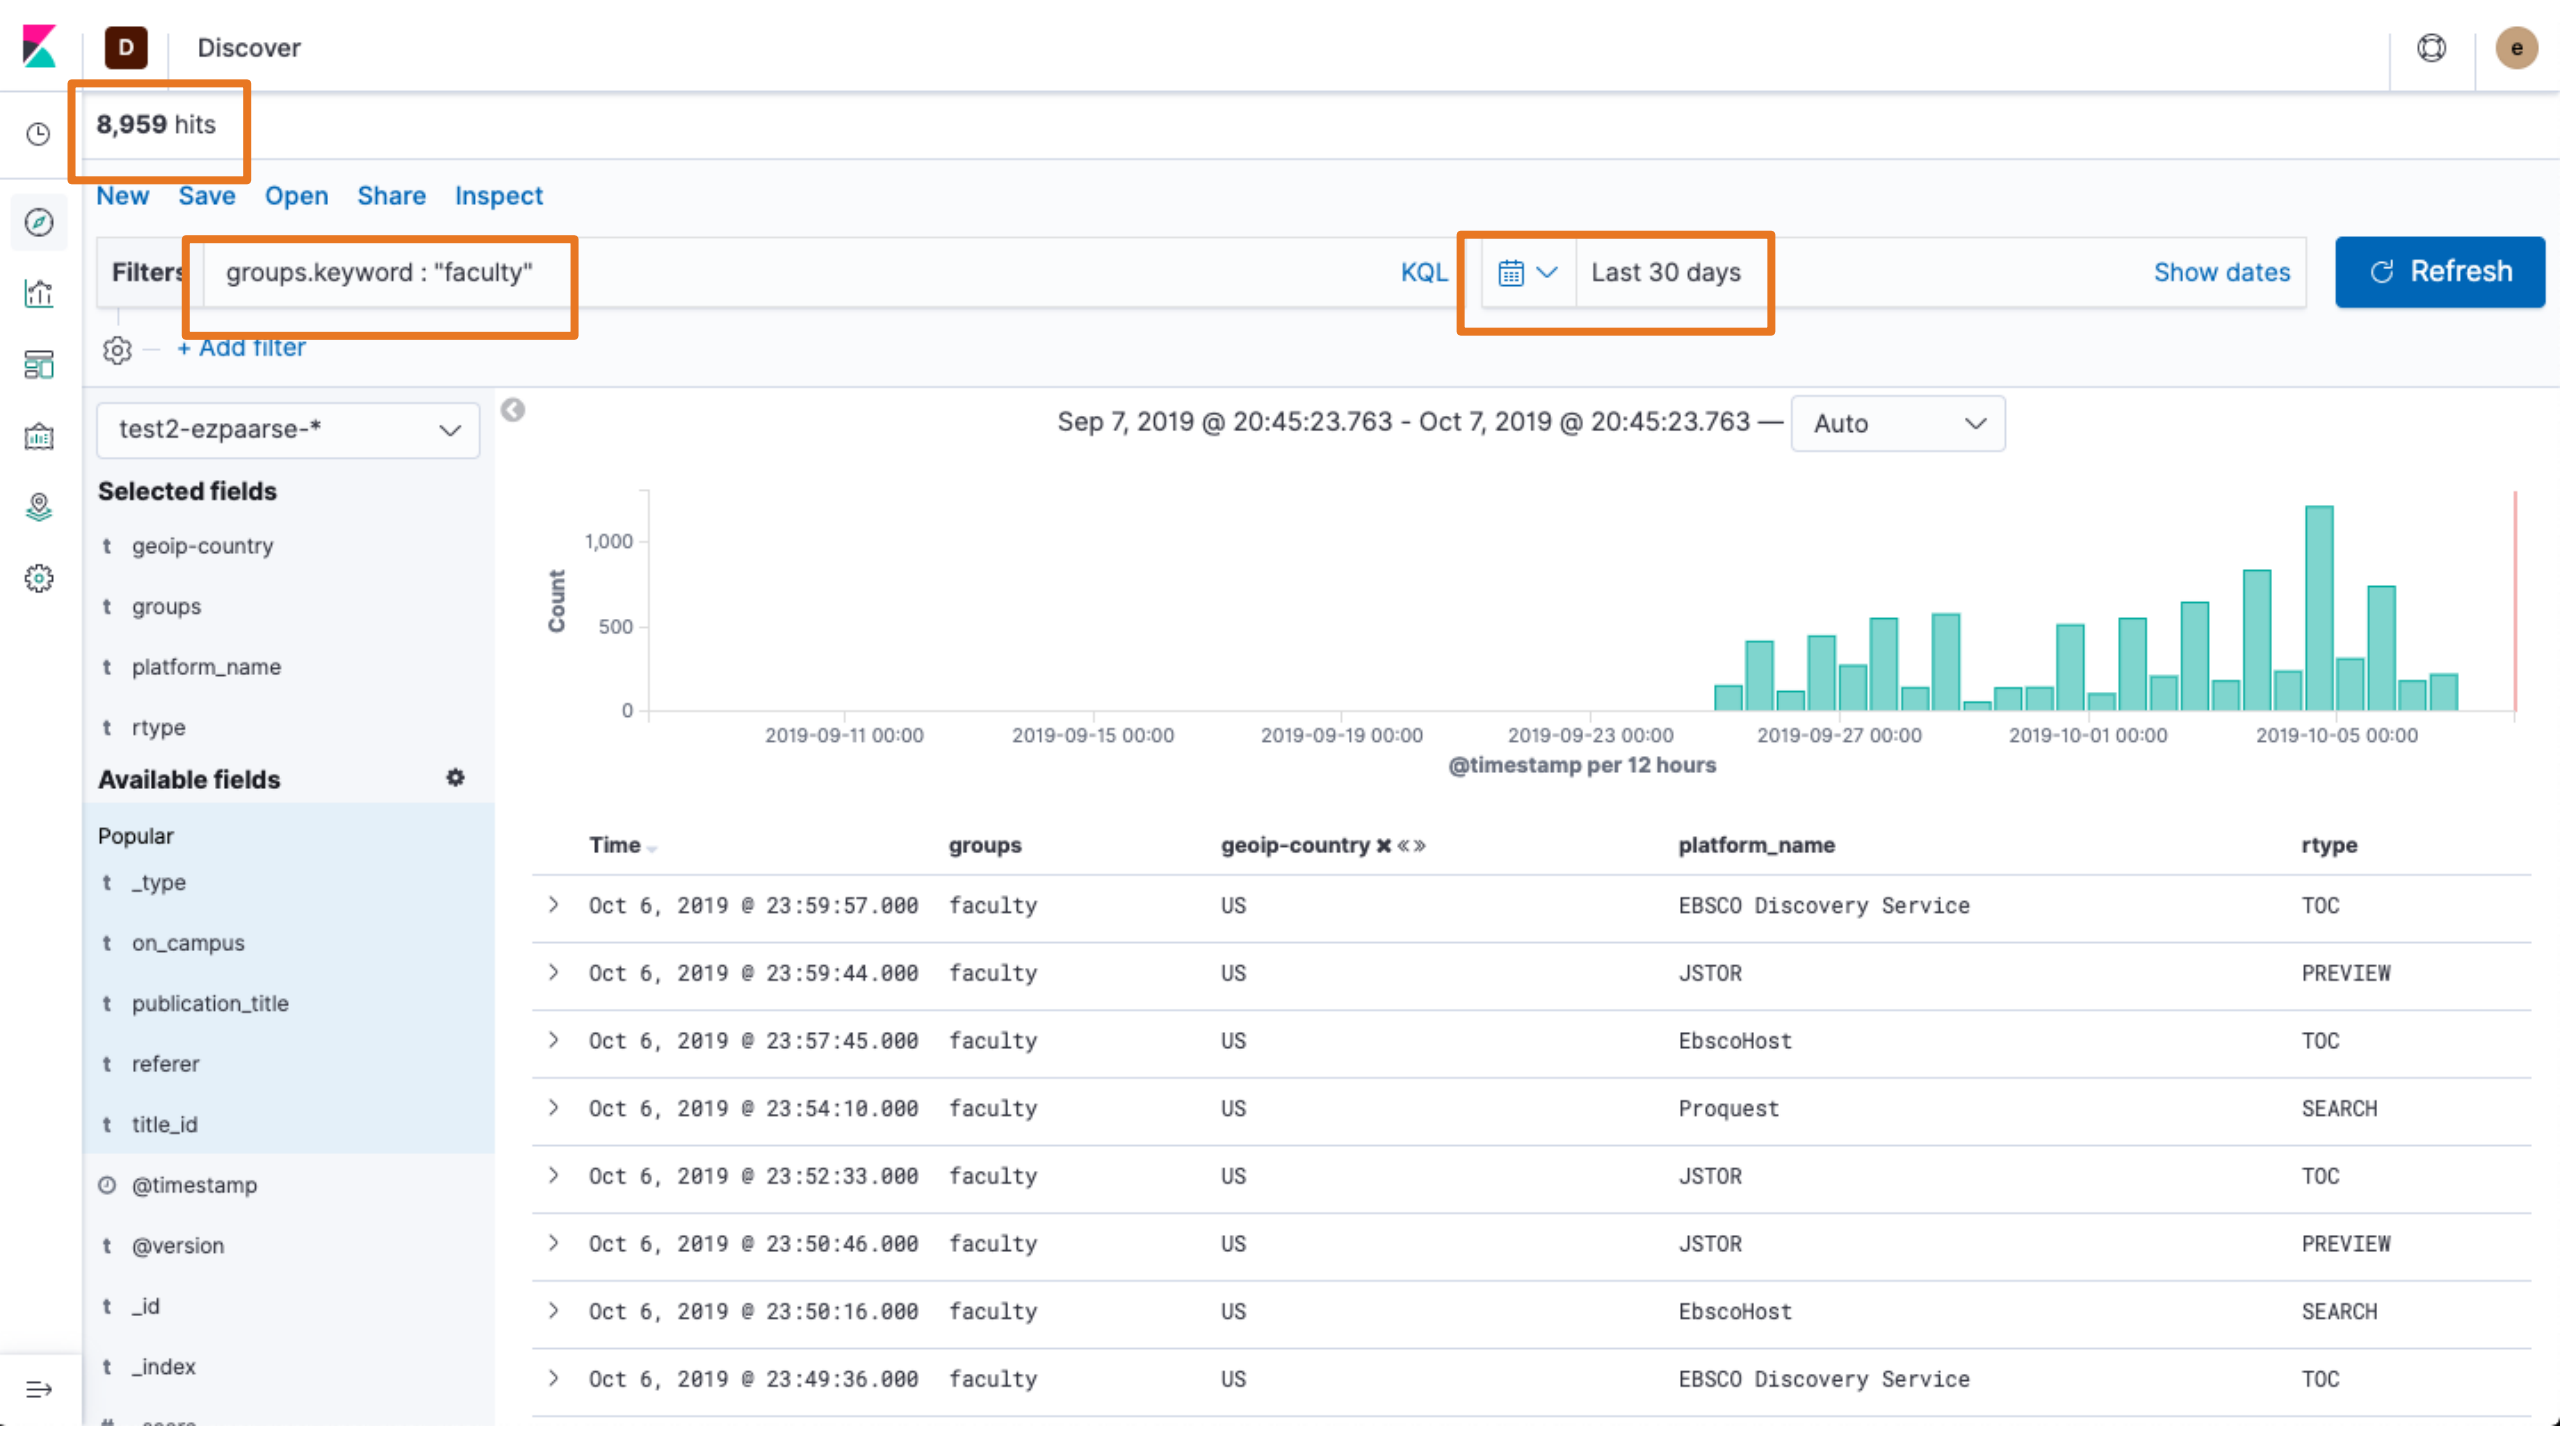 D Discover e
8,959 hits
New Save Open Share Inspect
Filters groups.keyword : "faculty" KQL Last 30 days Show dates Refresh
+ Add filter
test2-ezpaarse-*
Sep 7, 2019 @ 20:45:23.763 - Oct 7, 2019 @ 20:45:23.763 — Auto
Selected fields
t geoip-country
t groups
t platform_name
t rtype
Available fields
Popular
t _type
t on_campus
t publication_title
t referer
t title_id
@timestamp
t @version
t _id
t _index
Count
1,000
500
0
2019-09-11 00:00 2019-09-15 00:00 2019-09-19 00:00 2019-09-23 00:00 2019-09-27 00:00 2019-10-01 00:00 2019-10-05 00:00
@timestamp per 12 hours
Time groups geoip-country platform_name rtype
Oct 6, 2019 @ 23:59:57.000 faculty US EBSCO Discovery Service TOC
Oct 6, 2019 @ 23:59:44.000 faculty US JSTOR PREVIEW
Oct 6, 2019 @ 23:57:45.000 faculty US EbscoHost TOC
Oct 6, 2019 @ 23:54:10.000 faculty US Proquest SEARCH
Oct 6, 2019 @ 23:52:33.000 faculty US JSTOR TOC
Oct 6, 2019 @ 23:50:46.000 faculty US JSTOR PREVIEW
Oct 6, 2019 @ 23:50:16.000 faculty US EbscoHost SEARCH
Oct 6, 2019 @ 23:49:36.000 faculty US EBSCO Discovery Service TOC